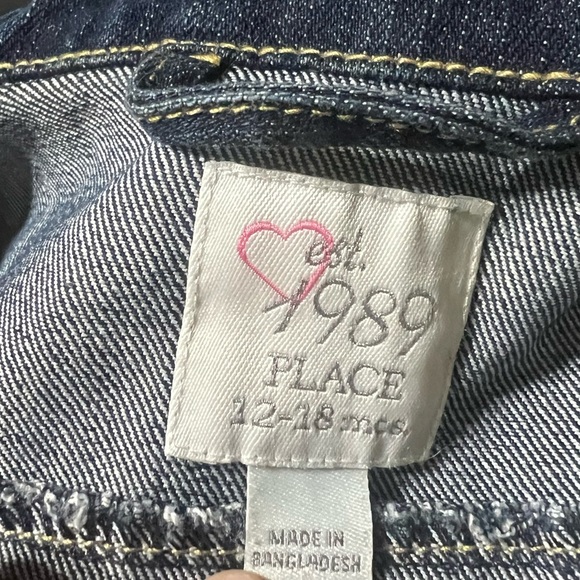 est.
1989
PLACE
12-18 mos.
MADE IN
BANGLADESH